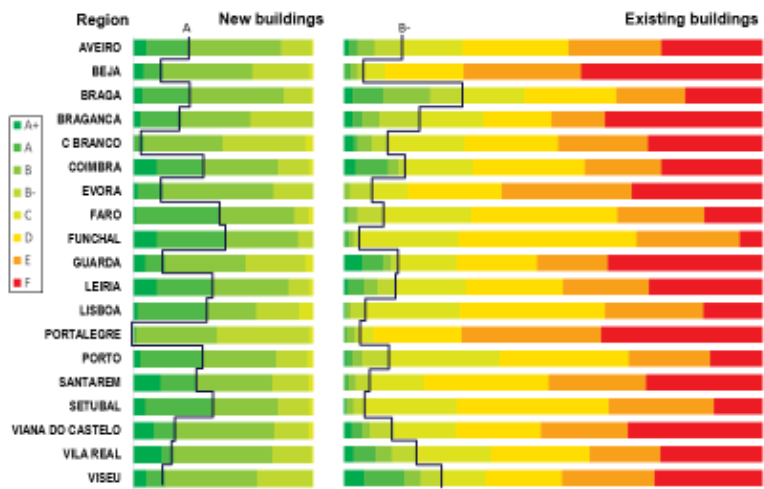 Region New buildings Existing buildings
A B-
AVEIRO
BEJA
BRAGA
BRAGANCA
C BRANCO
COIMBRA
EVORA
FARO
FUNCHAL
GUARDA
LEIRIA
LISBOA
PORTALEGRE
PORTO
SANTAREM
SETUBAL
VIANA DO CASTELO
VILA REAL
VISEU
A+
A
B
B-
C
D
E
F